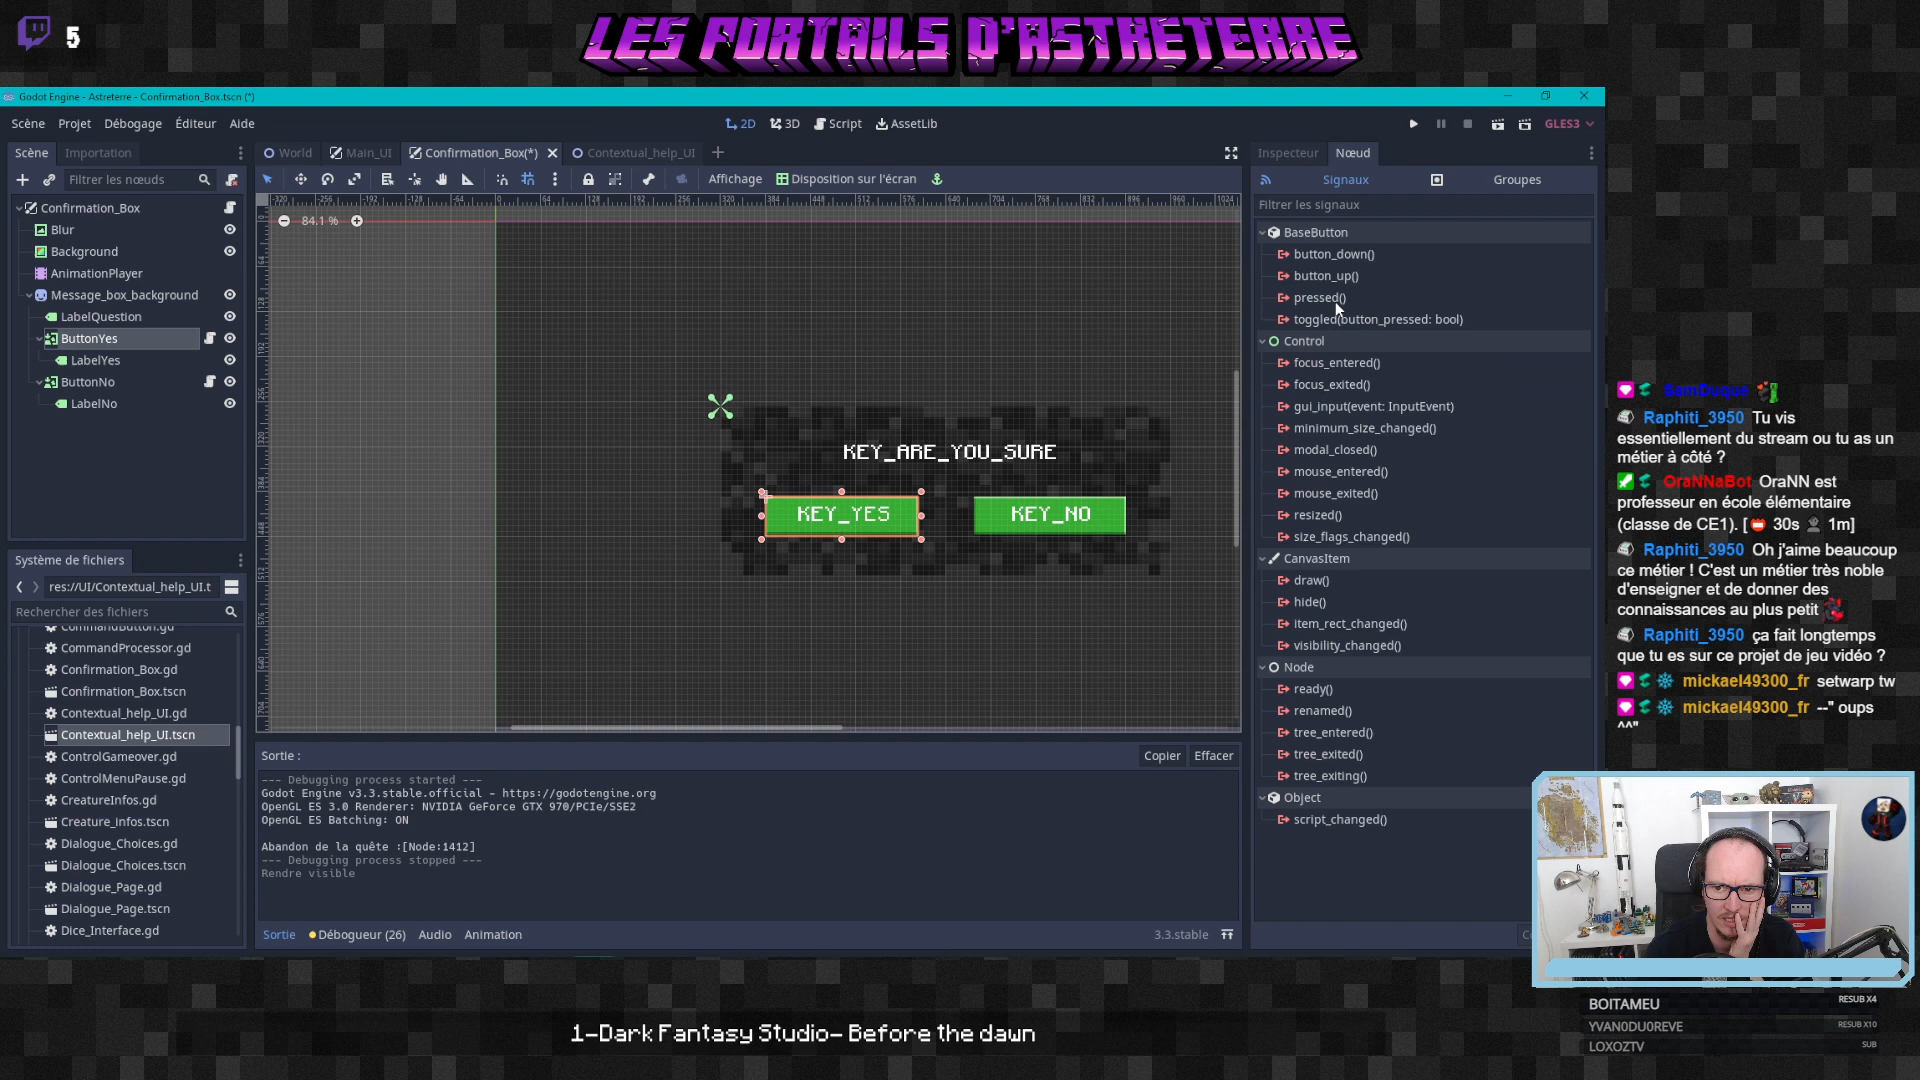 5
LES PORTAILS D'ASTRÉTERRE
Godot Engine - Astreterre - Confirmation_Box.tscn (*)
Scène Projet Débogage Éditeur Aide
2D 3D Script AssetLib
GLES3
Scène Importation
World Main_UI Confirmation_Box(*) Contextual_help_UI
Inspecteur Nœud
Filtrer les nœuds
Affichage Disposition sur l'écran
Signaux Groupes
Filtrer les signaux
84.1 %
Confirmation_Box
Blur
Background
AnimationPlayer
Message_box_background
LabelQuestion
ButtonYes
LabelYes
ButtonNo
LabelNo
KEY_ARE_YOU_SURE
KEY_YES
KEY_NO
BaseButton
button_down()
button_up()
pressed()
toggled(button_pressed: bool)
Control
focus_entered()
focus_exited()
gui_input(event: InputEvent)
minimum_size_changed()
modal_closed()
mouse_entered()
mouse_exited()
resized()
size_flags_changed()
CanvasItem
draw()
hide()
item_rect_changed()
visibility_changed()
Node
ready()
renamed()
tree_entered()
tree_exited()
tree_exiting()
Object
script_changed()
Système de fichiers
res://UI/Contextual_help_UI.t
Rechercher des fichiers
CommandButton.gd
CommandProcessor.gd
Confirmation_Box.gd
Confirmation_Box.tscn
Contextual_help_UI.gd
Contextual_help_UI.tscn
ControlGameover.gd
ControlMenuPause.gd
CreatureInfos.gd
Creature_infos.tscn
Dialogue_Choices.gd
Dialogue_Choices.tscn
Dialogue_Page.gd
Dialogue_Page.tscn
Dice_Interface.gd
Sortie :
Copier Effacer
--- Debugging process started ---
Godot Engine v3.3.stable.official - https://godotengine.org
OpenGL ES 3.0 Renderer: NVIDIA GeForce GTX 970/PCIe/SSE2
OpenGL ES Batching: ON
Abandon de la quête :[Node:1412]
--- Debugging process stopped ---
Rendre visible
Sortie Débogueur (26) Audio Animation
3.3.stable
SamDuque
Raphiti_3950 Tu vis
essentiellement du stream ou tu as un
métier à côté ?
OraNNaBot OraNN est
professeur en école élémentaire
(classe de CE1). [ 30s 1m]
Raphiti_3950 Oh j'aime beaucoup
ce métier ! C'est un métier très noble
d'enseigner et de donner des
connaissances au plus petit
Raphiti_3950 ça fait longtemps
que tu es sur ce projet de jeu vidéo ?
mickael49300_fr setwarp tw
mickael49300_fr --" oups
^^"
BOITAMEU RESUB X4
YVAN0DU0REVE RESUB X10
LOXOZTV SUB
1-Dark Fantasy Studio- Before the dawn